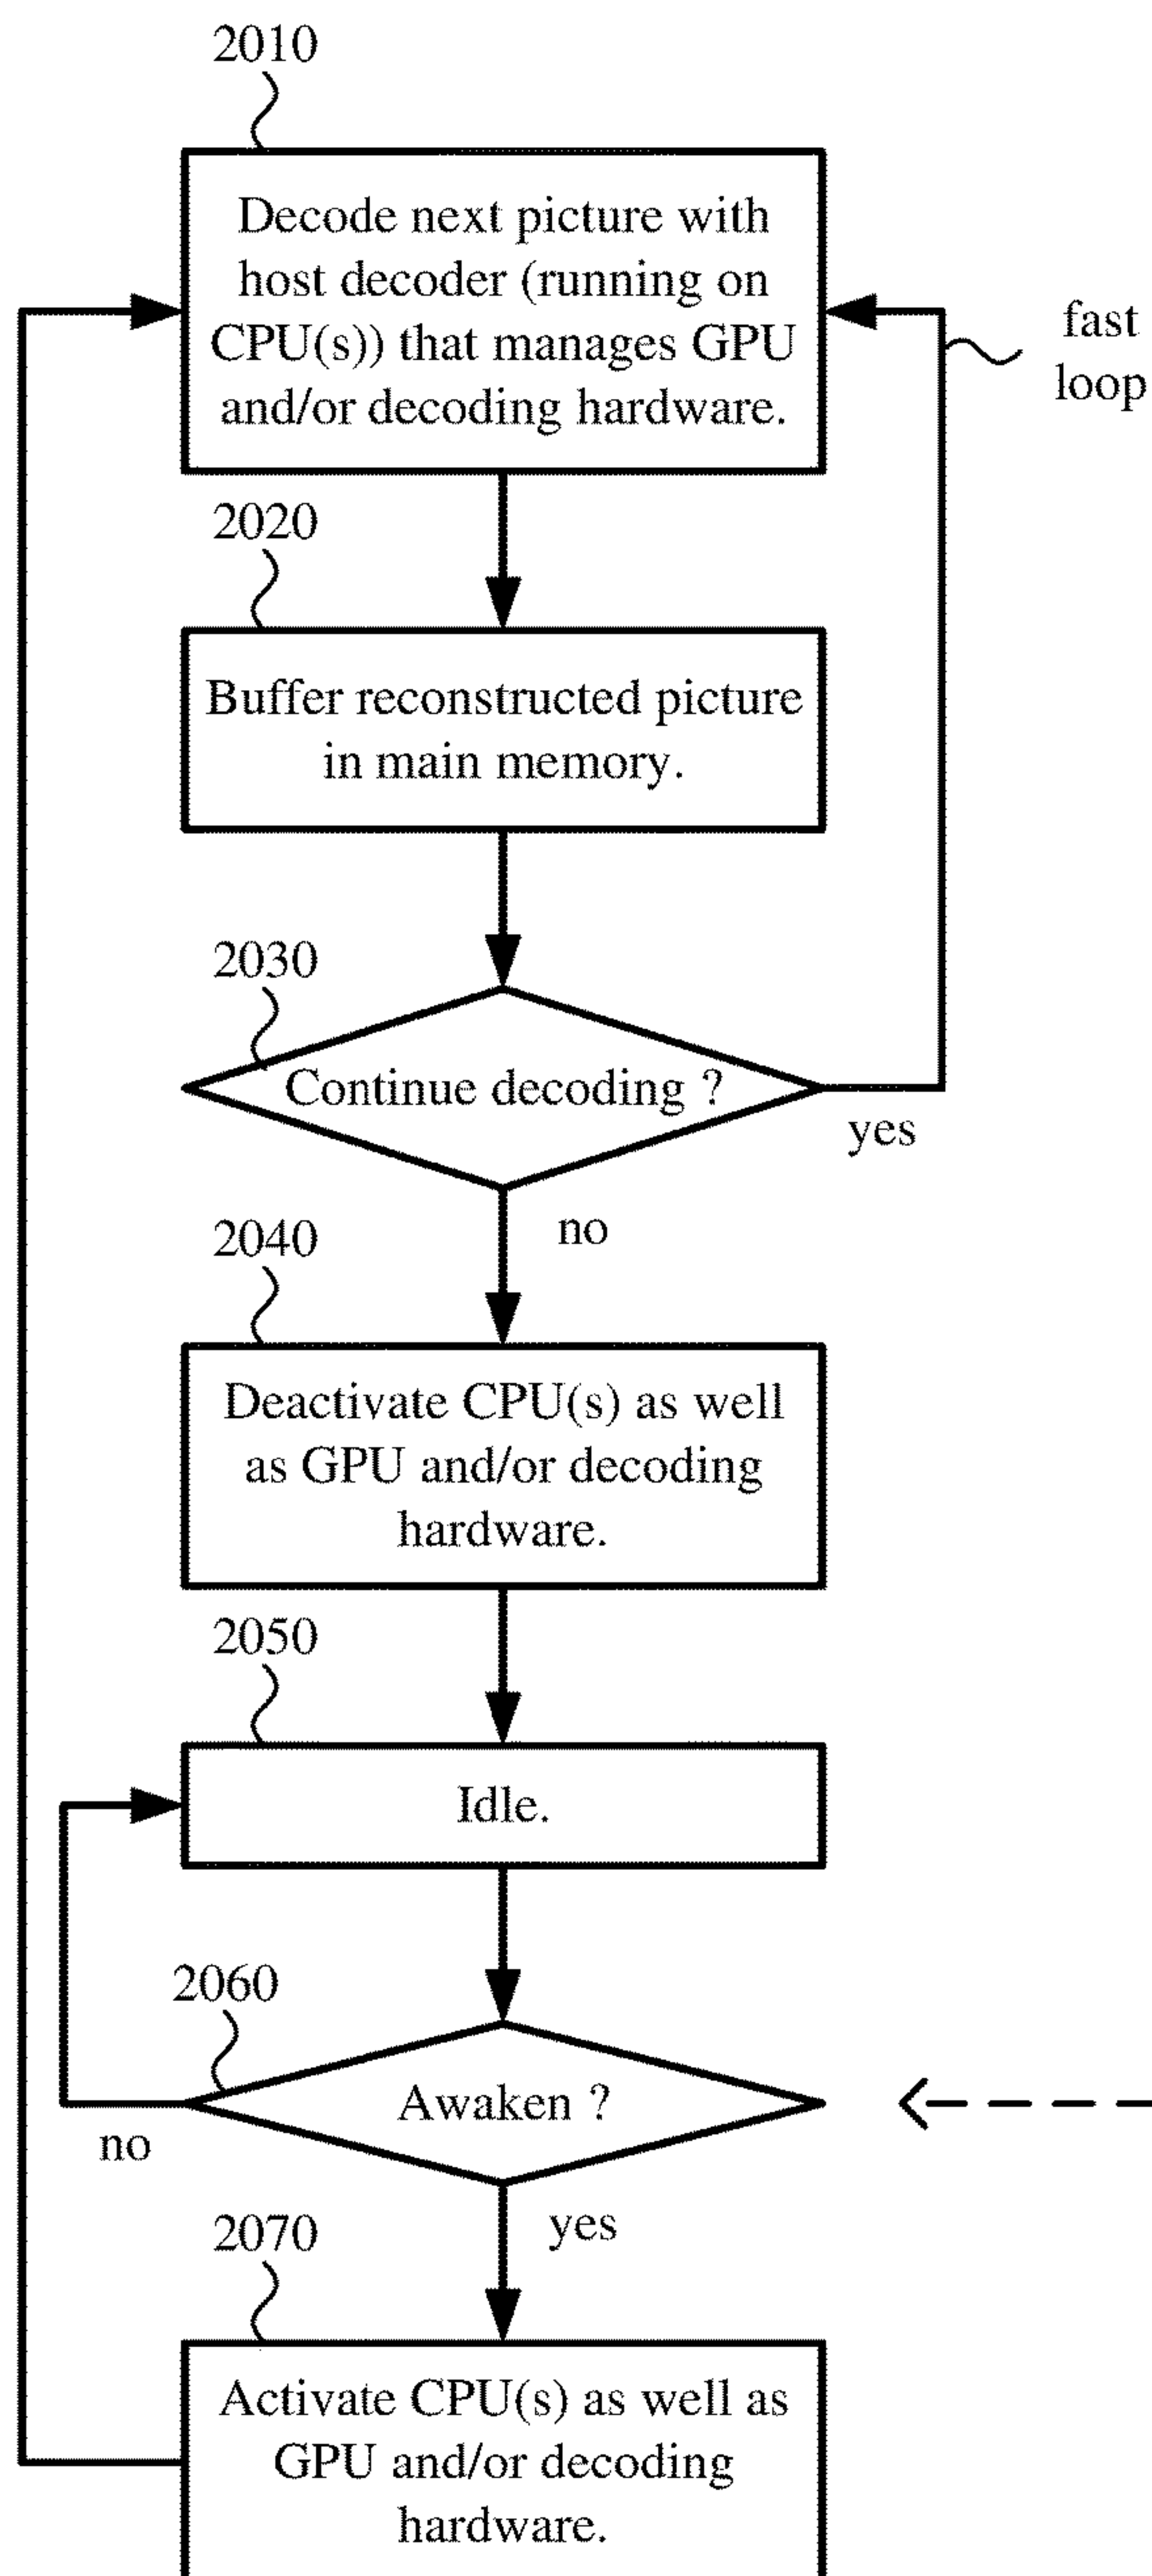 2010
Decode next picture with
host decoder (running on
CPU(s)) that manages GPU
and/or decoding hardware.
fast
loop
2020
Buffer reconstructed picture
in main memory.
2030
Continue decoding ?
yes
no
2040
Deactivate CPU(s) as well
as GPU and/or decoding
hardware.
2050
Idle.
2060
Awaken ?
no
yes
2070
Activate CPU(s) as well as
GPU and/or decoding
hardware.